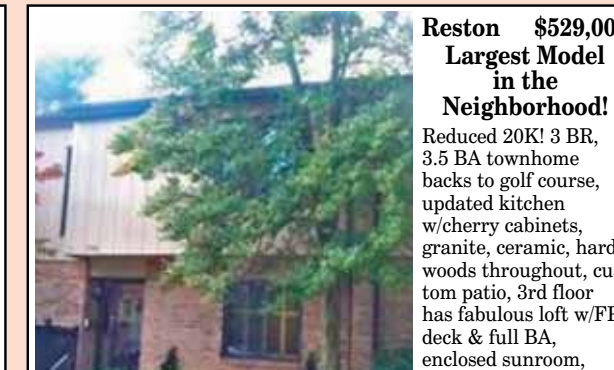 Reston $529,00
Largest Model
in the
Neighborhood!
Reduced 20K! 3 BR,
3.5 BA townhome
backs to golf course,
updated kitchen
w/cherry cabinets,
granite, ceramic, hard
woods throughout, cu
tom patio, 3rd floor
has fabulous loft w/FP
deck & full BA,
enclosed sunroom,